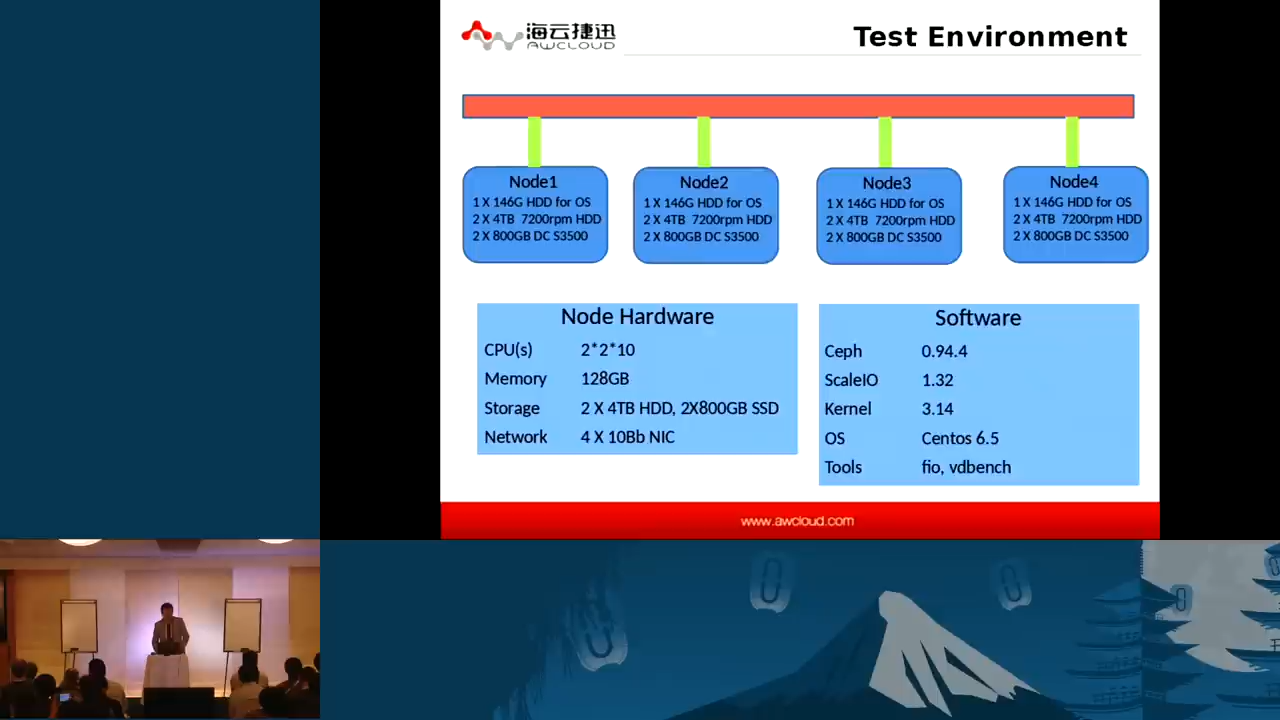 海云捷迅
AWCLOUD
Test Environment
Node1
1 X 146G HDD for OS
2 X 4TB 7200rpm HDD
2 X 800GB DC S3500
Node2
1 X 146G HDD for OS
2 X 4TB 7200rpm HDD
2 X 800GB DC S3500
Node3
1 X 146G HDD for OS
2 X 4TB 7200rpm HDD
2 X 800GB DC S3500
Node4
1 X 146G HDD for OS
2 X 4TB 7200rpm HDD
2 X 800GB DC S3500
Node Hardware
CPU(s) 2*2*10
Memory 128GB
Storage 2 X 4TB HDD, 2X800GB SSD
Network 4 X 10Bb NIC
Software
Ceph 0.94.4
ScaleIO 1.32
Kernel 3.14
OS Centos 6.5
Tools fio, vdbench
www.awcloud.com